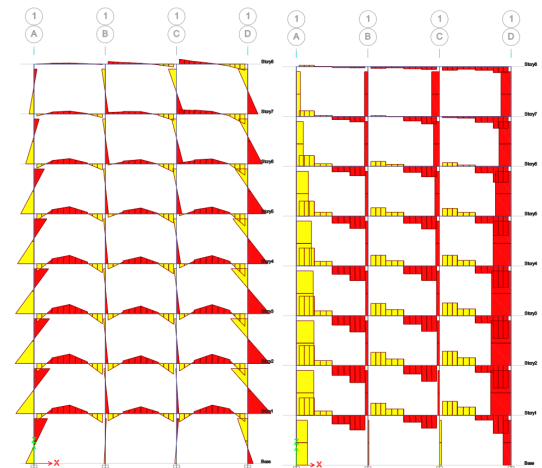 1 1 1 1
A B C D
Story8
Story7
Story6
Story5
Story4
Story3
Story2
Story1
X
Base
1 1 1 1
A B C D
Story8
Story7
Story6
Story5
Story4
Story3
Story2
Story1
X
Base